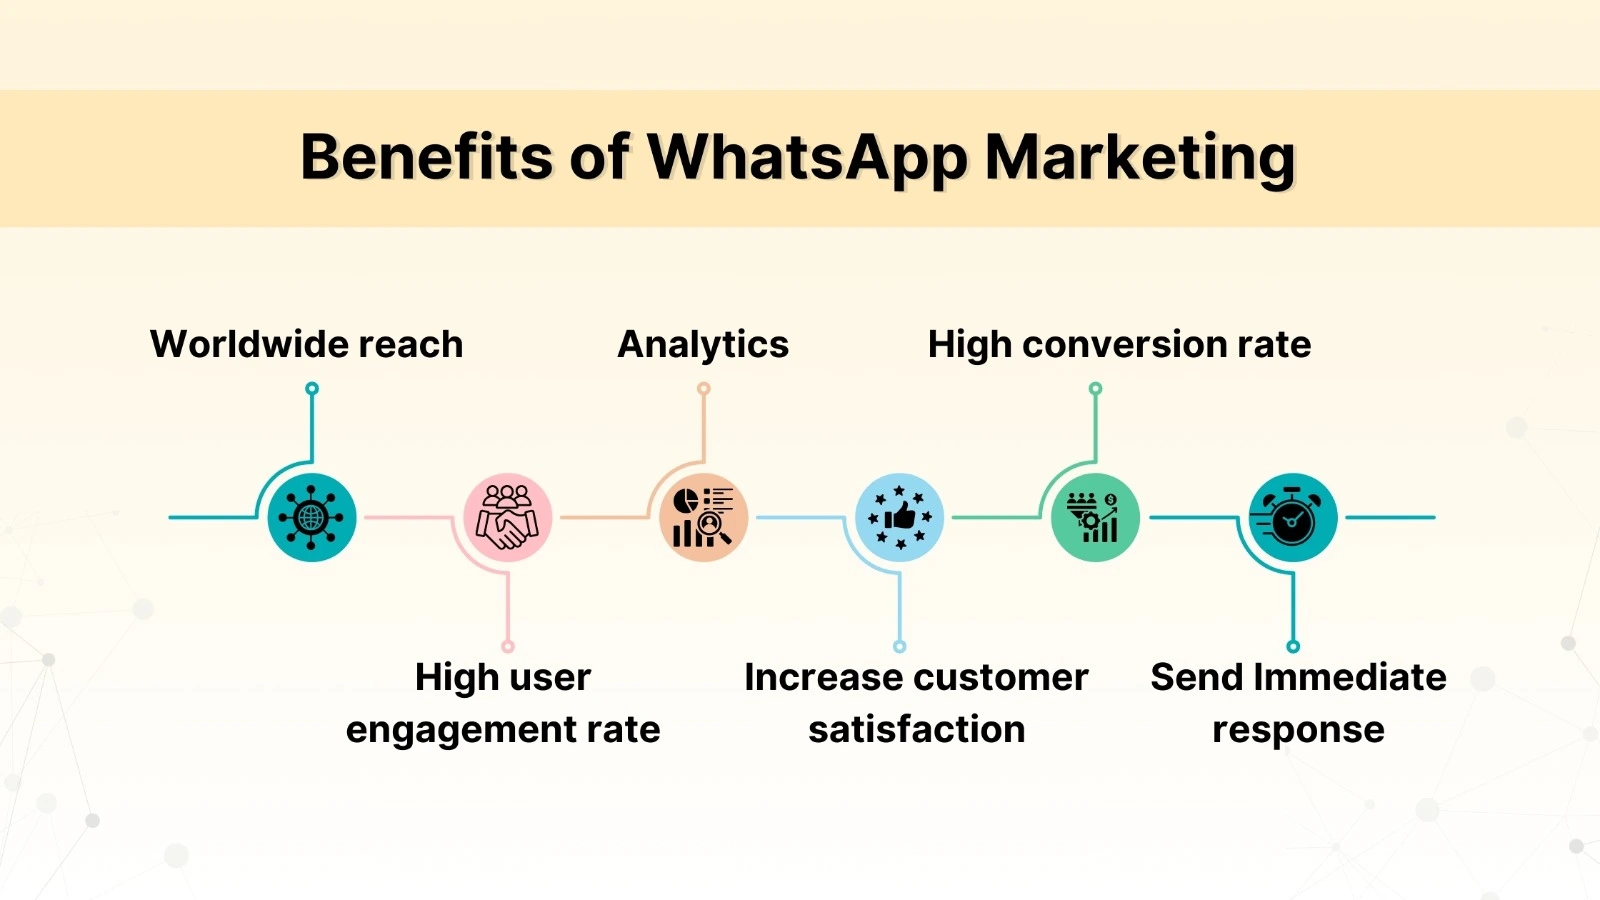 Benefits of WhatsApp Marketing
Worldwide reach
Analytics
High conversion rate
High user
engagement rate
Increase customer
satisfaction
Send Immediate
response